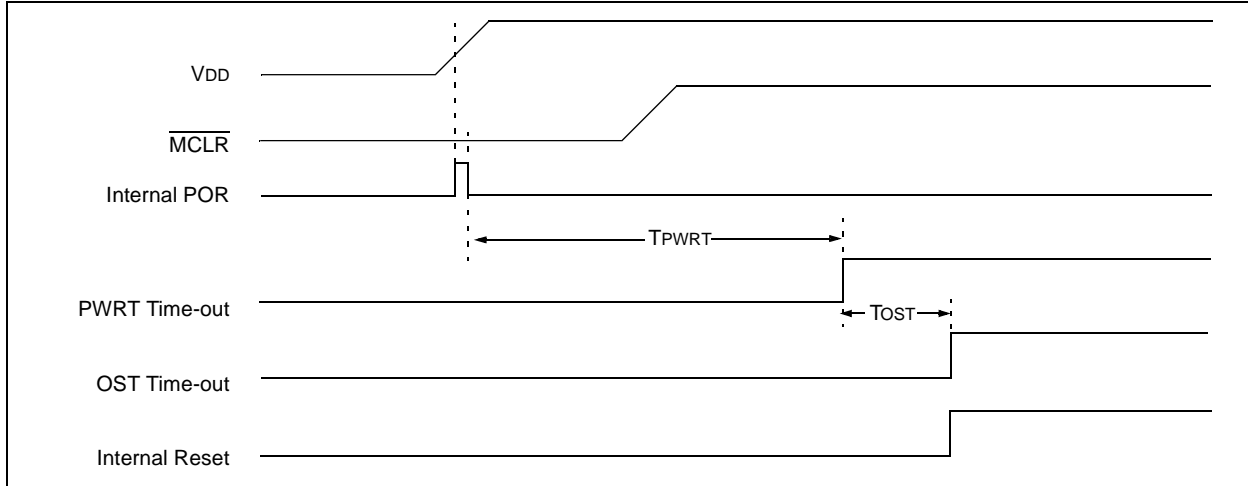 VDD
MCLR
Internal POR
TPWRT
PWRT Time-out
TOST
OST Time-out
Internal Reset